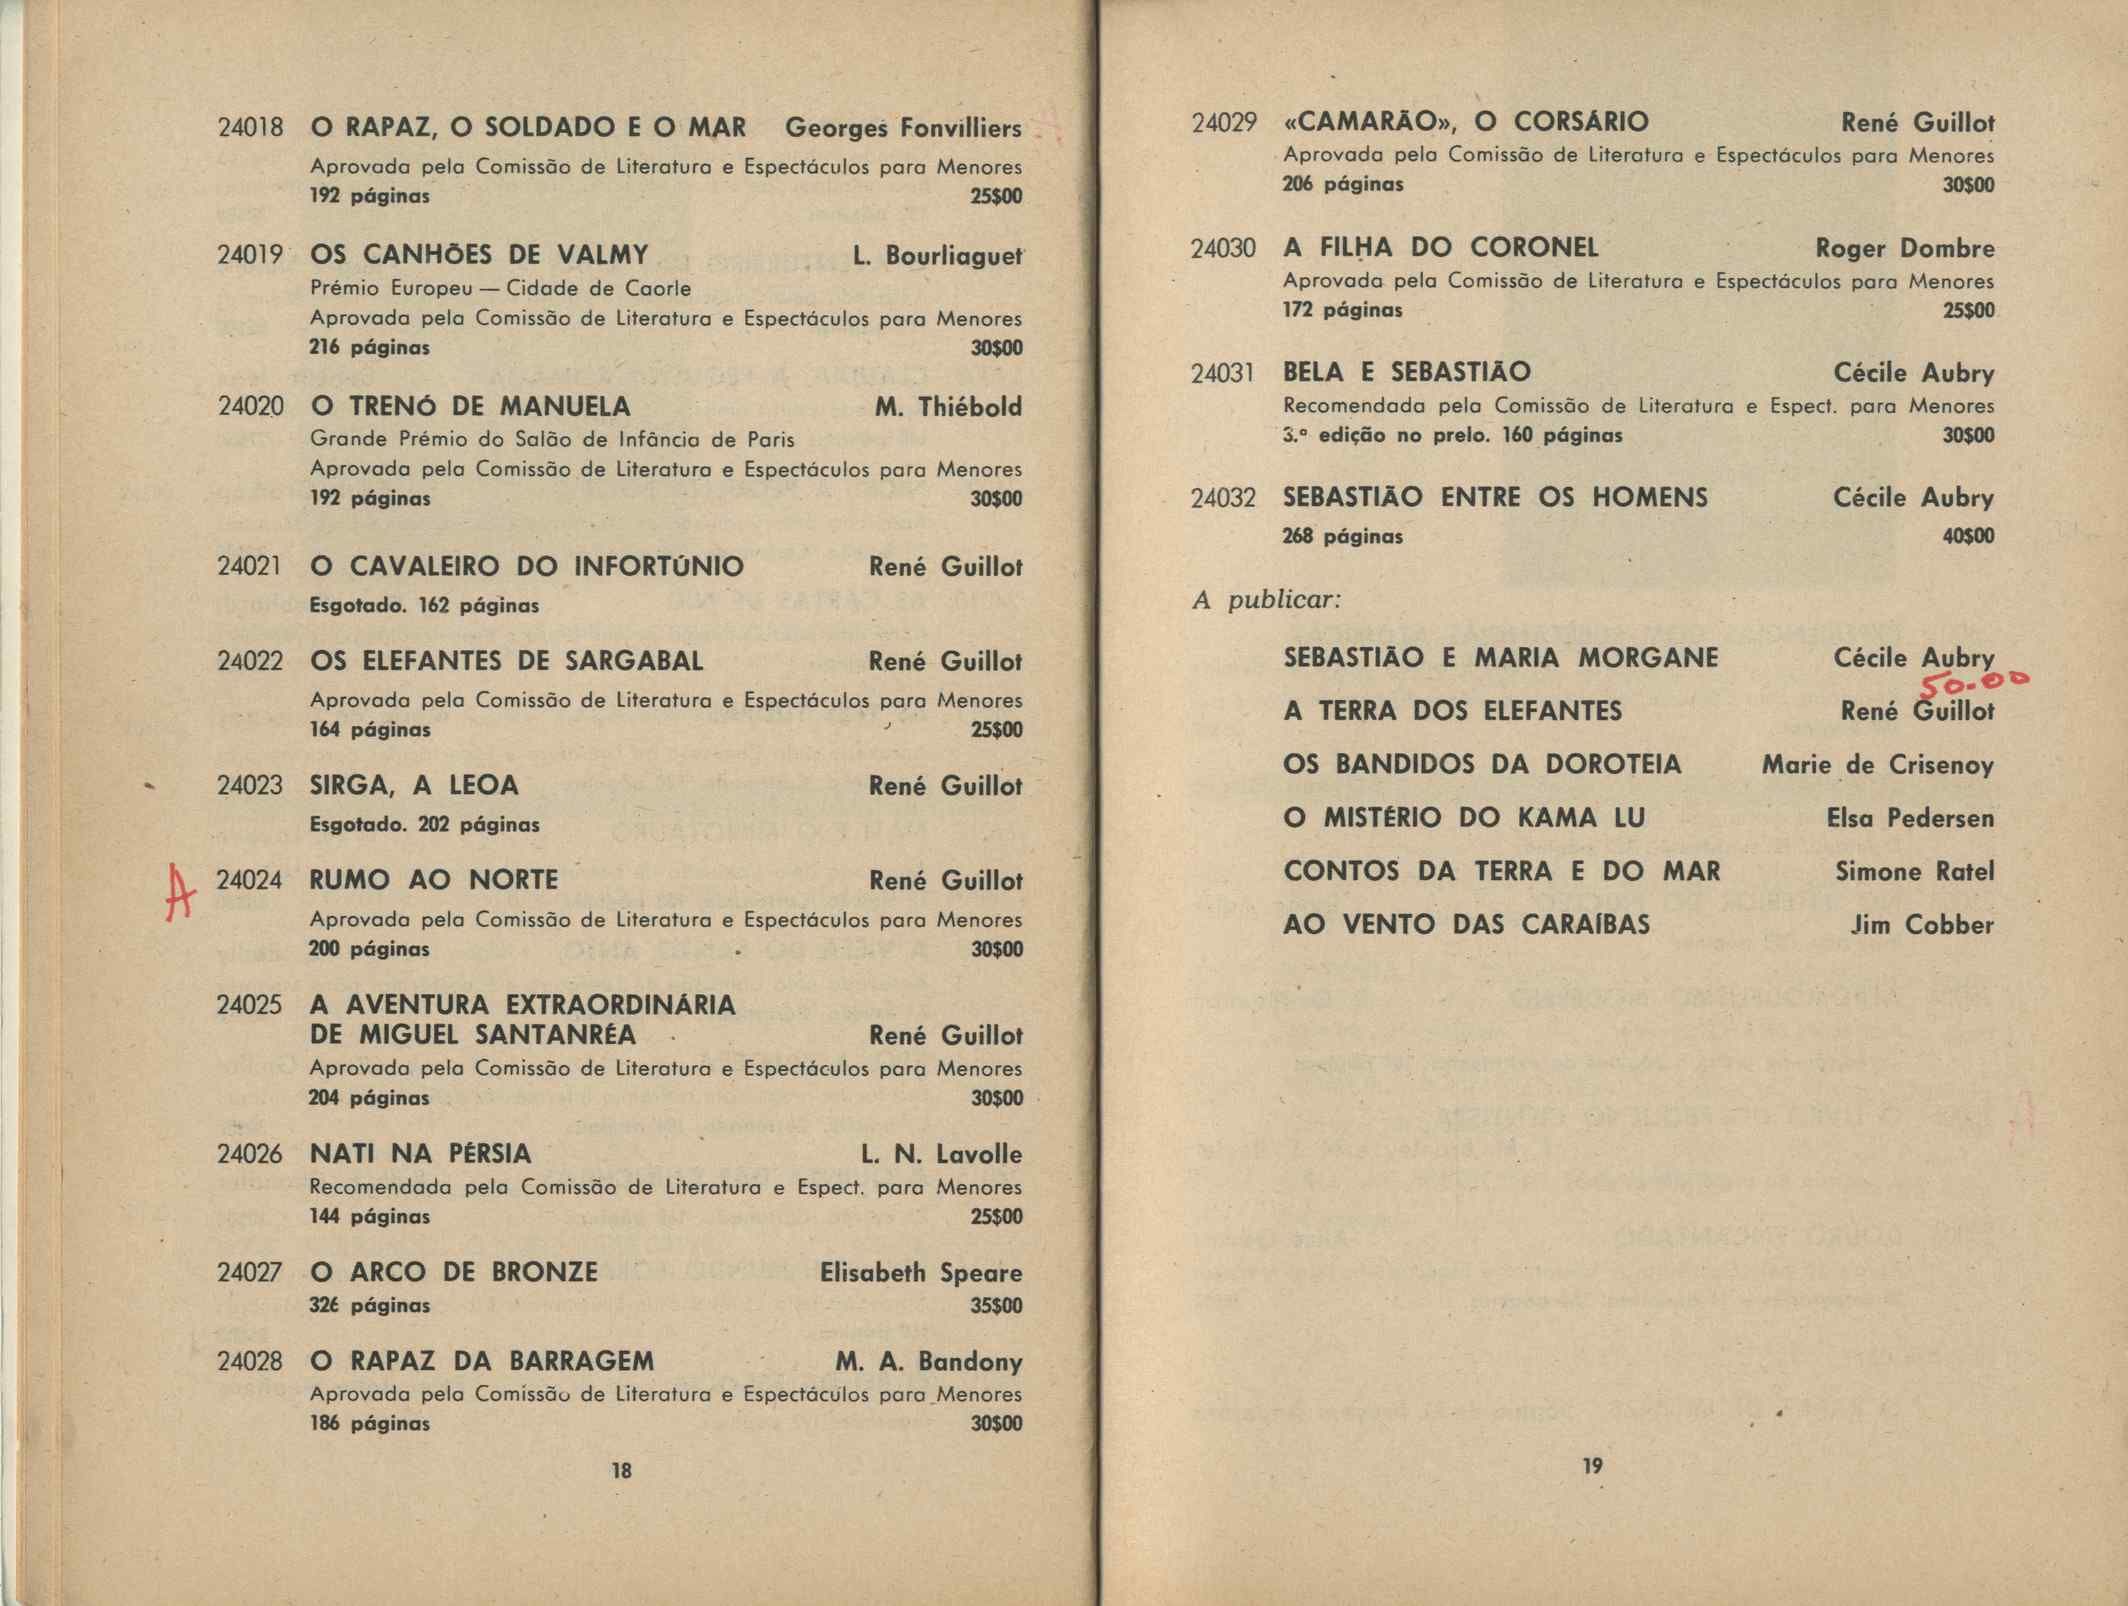 24018 O RAPAZ, O SOLDADO E O MAR Georges Fonvilliers
Aprovada pela Comissão de Literatura e Espectáculos para Menores
192 páginas 25$00
24019 OS CANHÕES DE VALMY L. Bourliaguet
Prémio Europeu — Cidade de Caorle
Aprovada pela Comissão de Literatura e Espectáculos para Menores
216 páginas 30$00
24020 O TRENÓ DE MANUELA M. Thiébold
Grande Prémio do Salão de Infância de Paris
Aprovada pela Comissão de Literatura e Espectáculos para Menores
192 páginas 30$00
24021 O CAVALEIRO DO INFORTÚNIO René Guillot
Esgotado. 162 páginas
24022 OS ELEFANTES DE SARGABAL René Guillot
Aprovada pela Comissão de Literatura e Espectáculos para Menores
164 páginas 25$00
24023 SIRGA, A LEOA René Guillot
Esgotado. 202 páginas
A 24024 RUMO AO NORTE René Guillot
Aprovada pela Comissão de Literatura e Espectáculos para Menores
200 páginas 30$00
24025 A AVENTURA EXTRAORDINÁRIA
DE MIGUEL SANTANRÉA René Guillot
Aprovada pela Comissão de Literatura e Espectáculos para Menores
204 páginas 30$00
24026 NATI NA PÉRSIA L. N. Lavolle
Recomendada pela Comissão de Literatura e Espect. para Menores
144 páginas 25$00
24027 O ARCO DE BRONZE Elisabeth Speare
326 páginas 35$00
24028 O RAPAZ DA BARRAGEM M. A. Bandony
Aprovada pela Comissão de Literatura e Espectáculos para Menores
186 páginas 30$00
18
24029 «CAMARÃO», O CORSÁRIO René Guillot
Aprovada pela Comissão de Literatura e Espectáculos para Menores
206 páginas 30$00
24030 A FILHA DO CORONEL Roger Dombre
Aprovada pela Comissão de Literatura e Espectáculos para Menores
172 páginas 25$00
24031 BELA E SEBASTIÃO Cécile Aubry
Recomendada pela Comissão de Literatura e Espect. para Menores
3.ª edição no prelo. 160 páginas 30$00
24032 SEBASTIÃO ENTRE OS HOMENS Cécile Aubry
268 páginas 40$00
A publicar:
SEBASTIÃO E MARIA MORGANE Cécile Aubry
50.00
A TERRA DOS ELEFANTES René Guillot
OS BANDIDOS DA DOROTEIA Marie de Crisenoy
O MISTÉRIO DO KAMA LU Elsa Pedersen
CONTOS DA TERRA E DO MAR Simone Ratel
AO VENTO DAS CARAÍBAS Jim Cobber
19